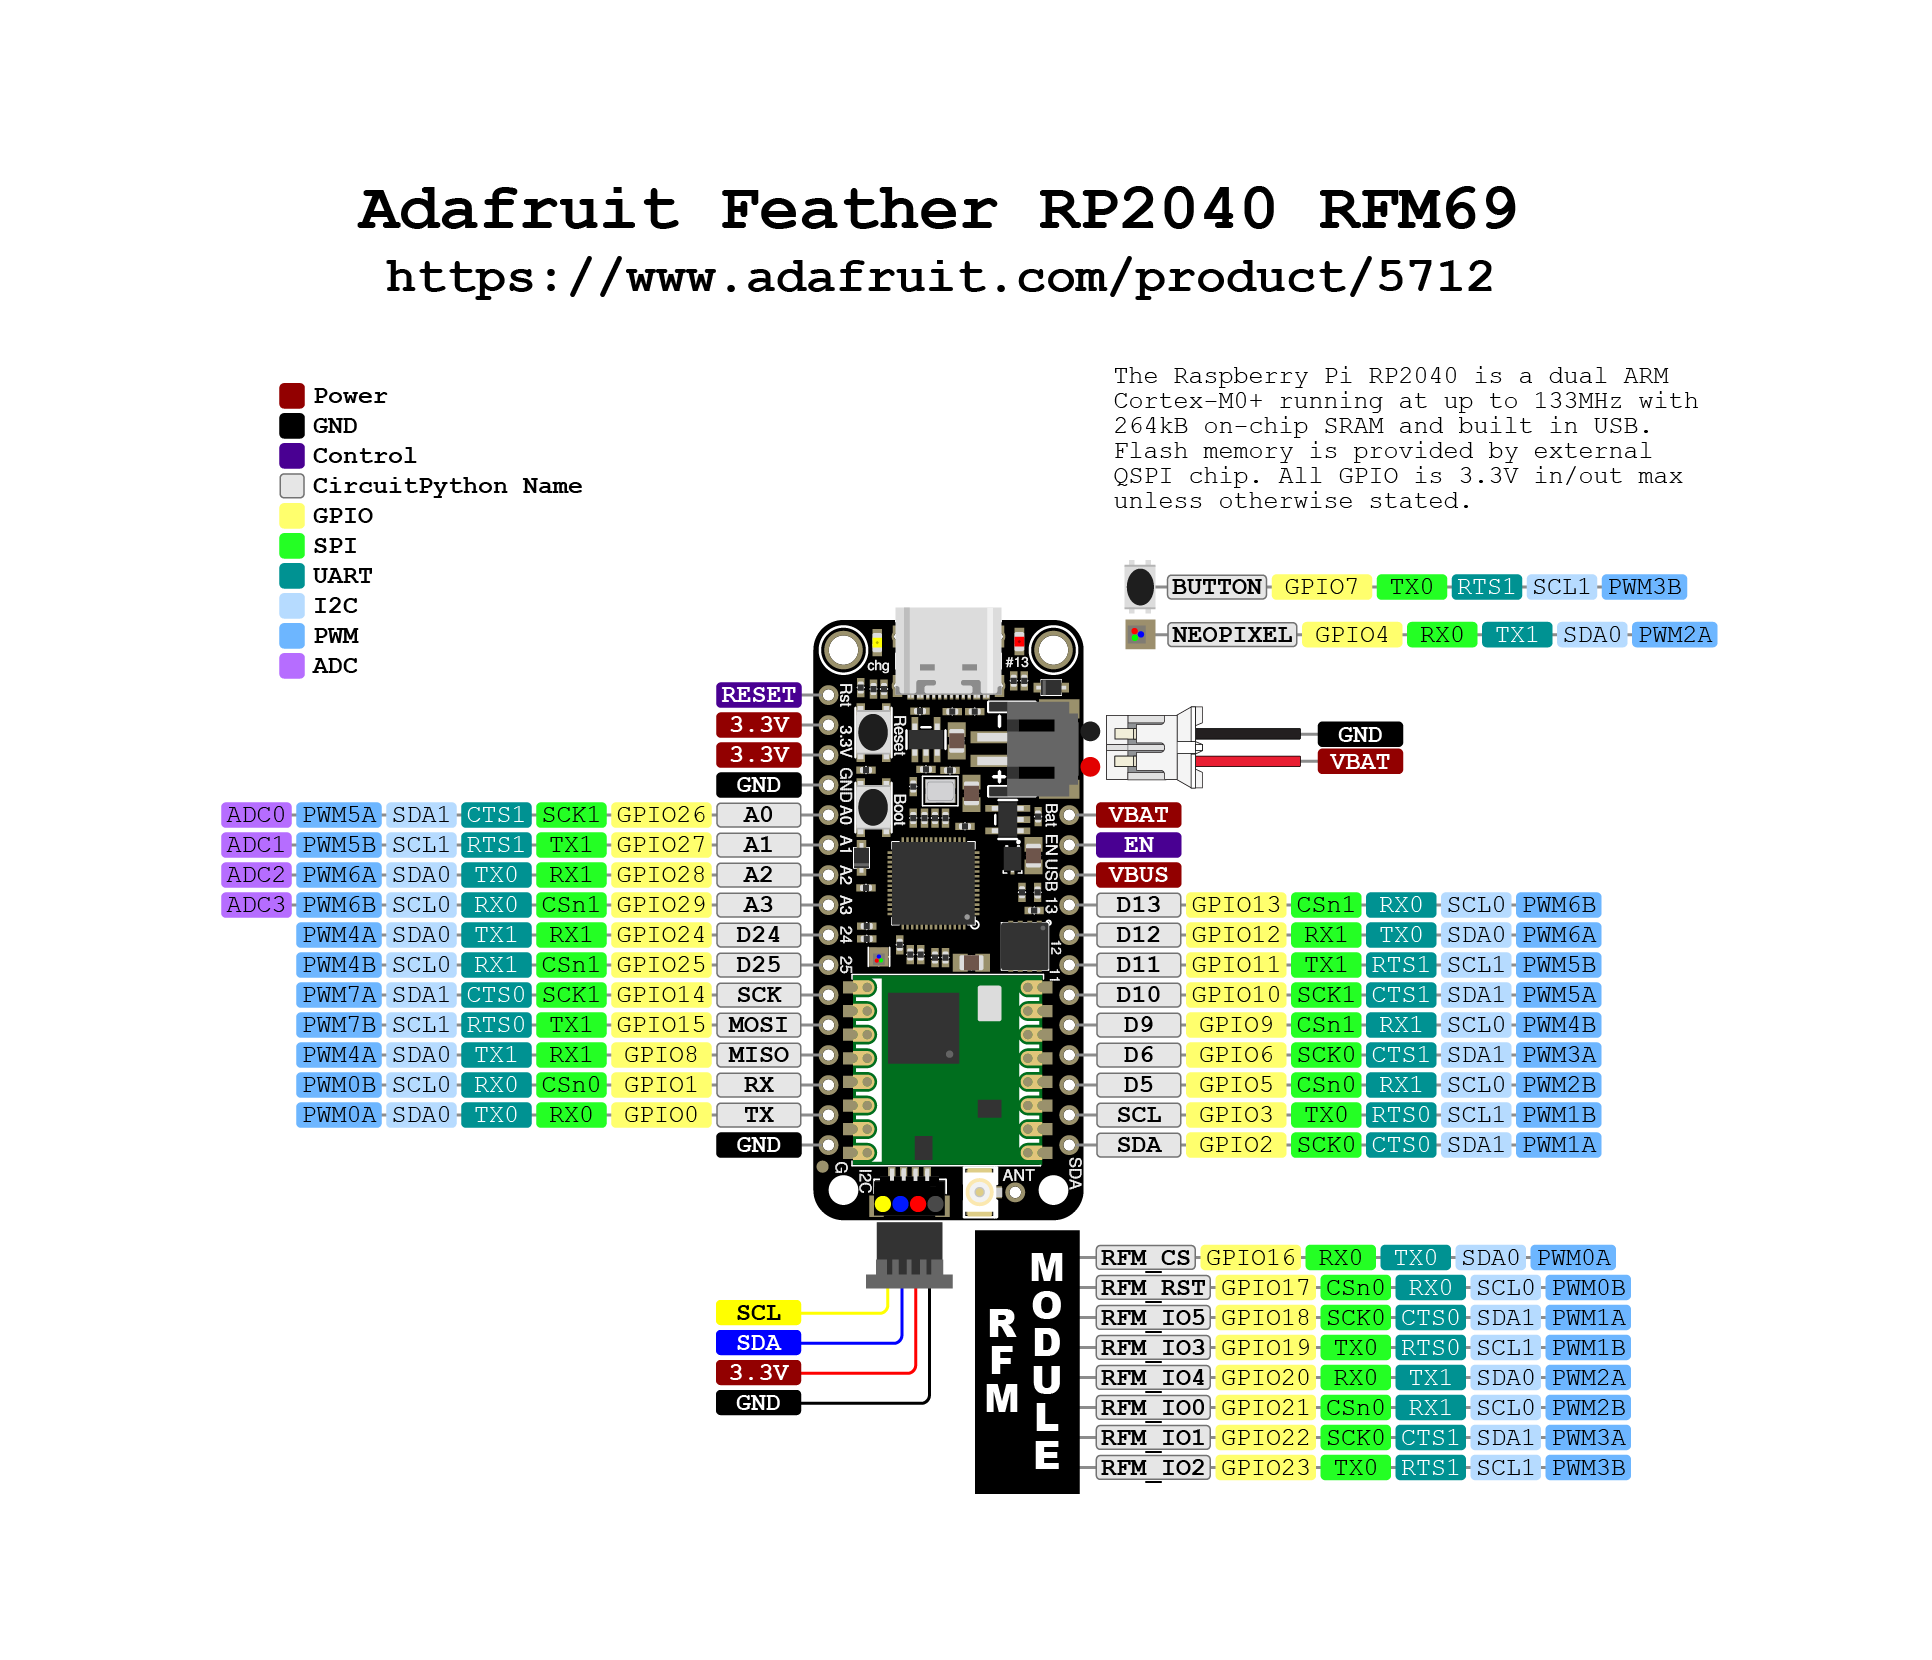 Adafruit Feather RP2040 RFM69
https://www.adafruit.com/product/5712
Power
GND
Control
CircuitPython Name
GPIO
SPI
UART
I2C
PWM
ADC
The Raspberry Pi RP2040 is a dual ARM
Cortex-M0+ running at up to 133MHz with
264kB on-chip SRAM and built in USB.
Flash memory is provided by external
QSPI chip. All GPIO is 3.3V in/out max
unless otherwise stated.
BUTTON GPIO7 TX0 RTS1 SCL1 PWM3B
NEOPIXEL GPIO4 RX0 TX1 SDA0 PWM2A
GND
VBAT
RESET
3.3V
3.3V
GND
ADC0 PWM5A SDA1 CTS1 SCK1 GPIO26 A0
ADC1 PWM5B SCL1 RTS1 TX1 GPIO27 A1
ADC2 PWM6A SDA0 TX0 RX1 GPIO28 A2
ADC3 PWM6B SCL0 RX0 CSn1 GPIO29 A3
PWM4A SDA0 TX1 RX1 GPIO24 D24
PWM4B SCL0 RX1 CSn1 GPIO25 D25
PWM7A SDA1 CTS0 SCK1 GPIO14 SCK
PWM7B SCL1 RTS0 TX1 GPIO15 MOSI
PWM4A SDA0 TX1 RX1 GPIO8 MISO
PWM0B SCL0 RX0 CSn0 GPIO1 RX
PWM0A SDA0 TX0 RX0 GPIO0 TX
GND
chg
#13
Rst
3.3V
GND
A0
A1
A2
A3
24
25
G
Reset
Boot
- 
+
Bat
EN
USB
13
12
11
SDA
I2C
ANT
VBAT
EN
VBUS
D13 GPIO13 CSn1 RX0 SCL0 PWM6B
D12 GPIO12 RX1 TX0 SDA0 PWM6A
D11 GPIO11 TX1 RTS1 SCL1 PWM5B
D10 GPIO10 SCK1 CTS1 SDA1 PWM5A
D9 GPIO9 CSn1 RX1 SCL0 PWM4B
D6 GPIO6 SCK0 CTS1 SDA1 PWM3A
D5 GPIO5 CSn0 RX1 SCL0 PWM2B
SCL GPIO3 TX0 RTS0 SCL1 PWM1B
SDA GPIO2 SCK0 CTS0 SDA1 PWM1A
SCL
SDA
3.3V
GND
RFM
MODULE
RFM_CS GPIO16 RX0 TX0 SDA0 PWM0A
RFM_RST GPIO17 CSn0 RX0 SCL0 PWM0B
RFM_IO5 GPIO18 SCK0 CTS0 SDA1 PWM1A
RFM_IO3 GPIO19 TX0 RTS0 SCL1 PWM1B
RFM_IO4 GPIO20 RX0 TX1 SDA0 PWM2A
RFM_IO0 GPIO21 CSn0 RX1 SCL0 PWM2B
RFM_IO1 GPIO22 SCK0 CTS1 SDA1 PWM3A
RFM_IO2 GPIO23 TX0 RTS1 SCL1 PWM3B